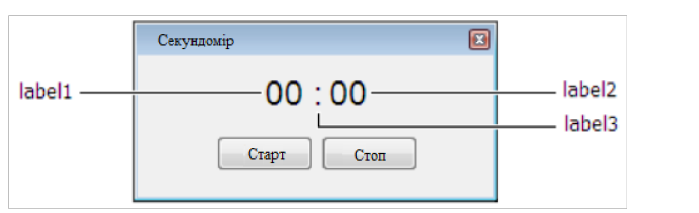 Секундомір
label1 00 : 00 label2
label3
Старт Стоп